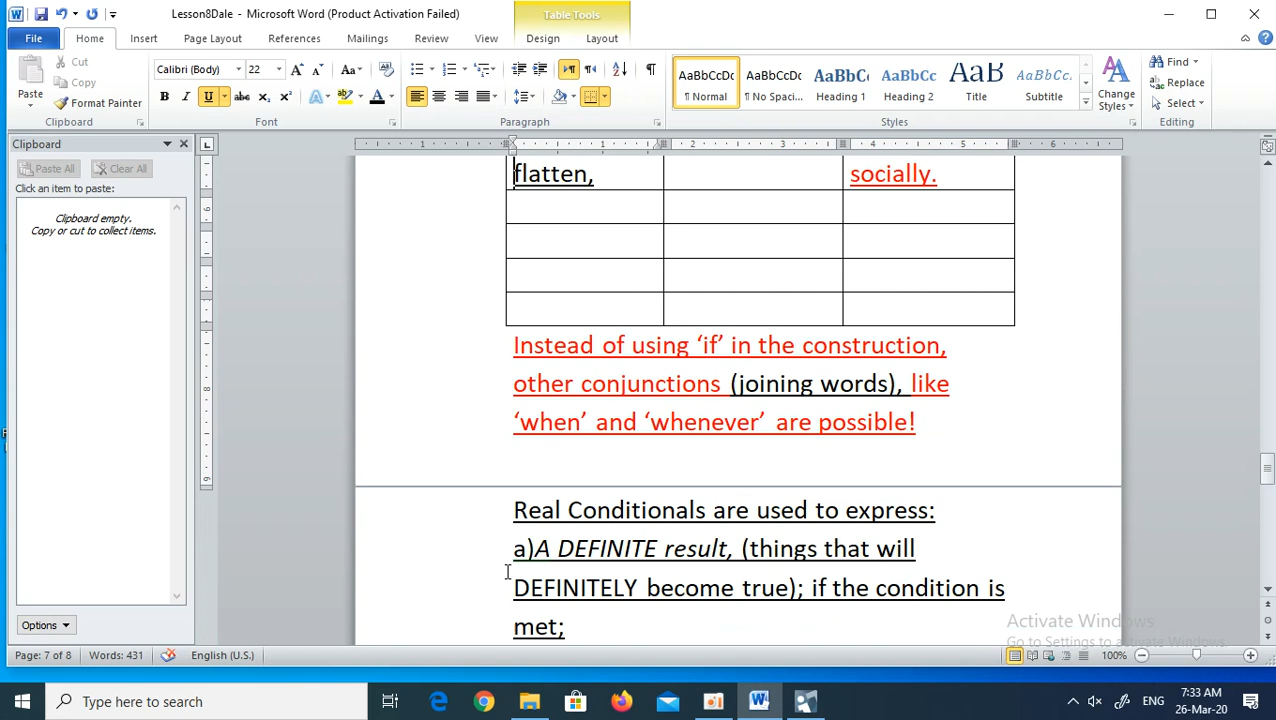 Lesson8Dale - Microsoft Word (Product Activation Failed)
Table Tools
File Home Insert Page Layout References Mailings Review View Design Layout
Paste
Cut
Copy
Format Painter
Clipboard
Calibri (Body) 22
Font
Paragraph
AaBbCcDc AaBbCcDc AaBbC AaBbCc AaB AaBbCc.
¶ Normal ¶ No Spaci... Heading 1 Heading 2 Title Subtitle
Change Styles
Styles
Find
Replace
Select
Editing
Clipboard
Paste All Clear All
Click an item to paste:
Clipboard empty.
Copy or cut to collect items.
Options
flatten, socially.
Instead of using ‘if’ in the construction,
other conjunctions (joining words), like
‘when’ and ‘whenever’ are possible!
Real Conditionals are used to express:
a)A DEFINITE result, (things that will
DEFINITELY become true); if the condition is
met;
Activate Windows
Go to Settings to activate Windows.
Page: 7 of 8 Words: 431 English (U.S.) 100%
Type here to search
ENG
7:33 AM
26-Mar-20